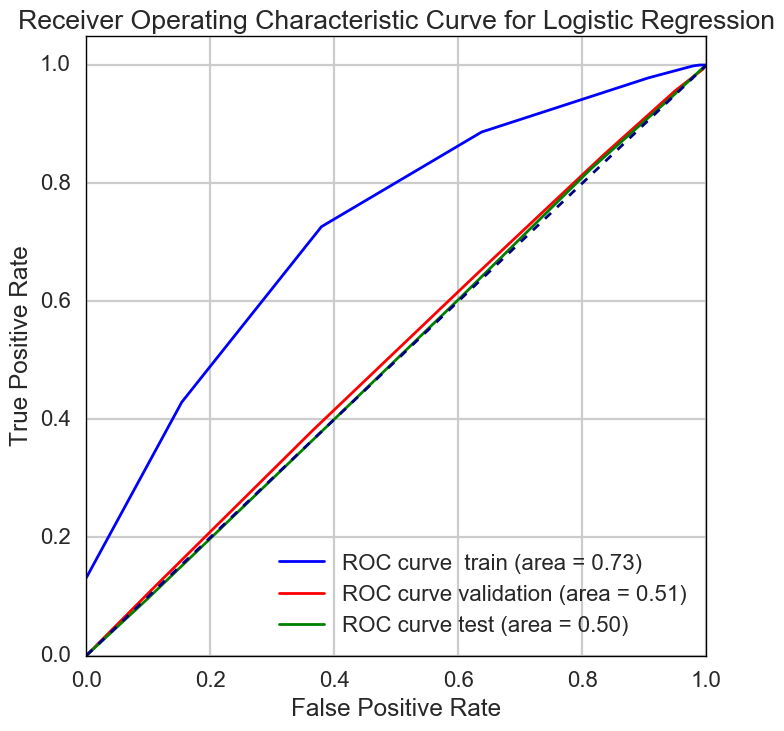 Receiver Operating Characteristic Curve for Logistic Regression
1.0
0.8
0.6
0.4
0.2
0.0
True Positive Rate
ROC curve  train (area = 0.73)
ROC curve validation (area = 0.51)
ROC curve test (area = 0.50)
0.0 0.2 0.4 0.6 0.8 1.0
False Positive Rate